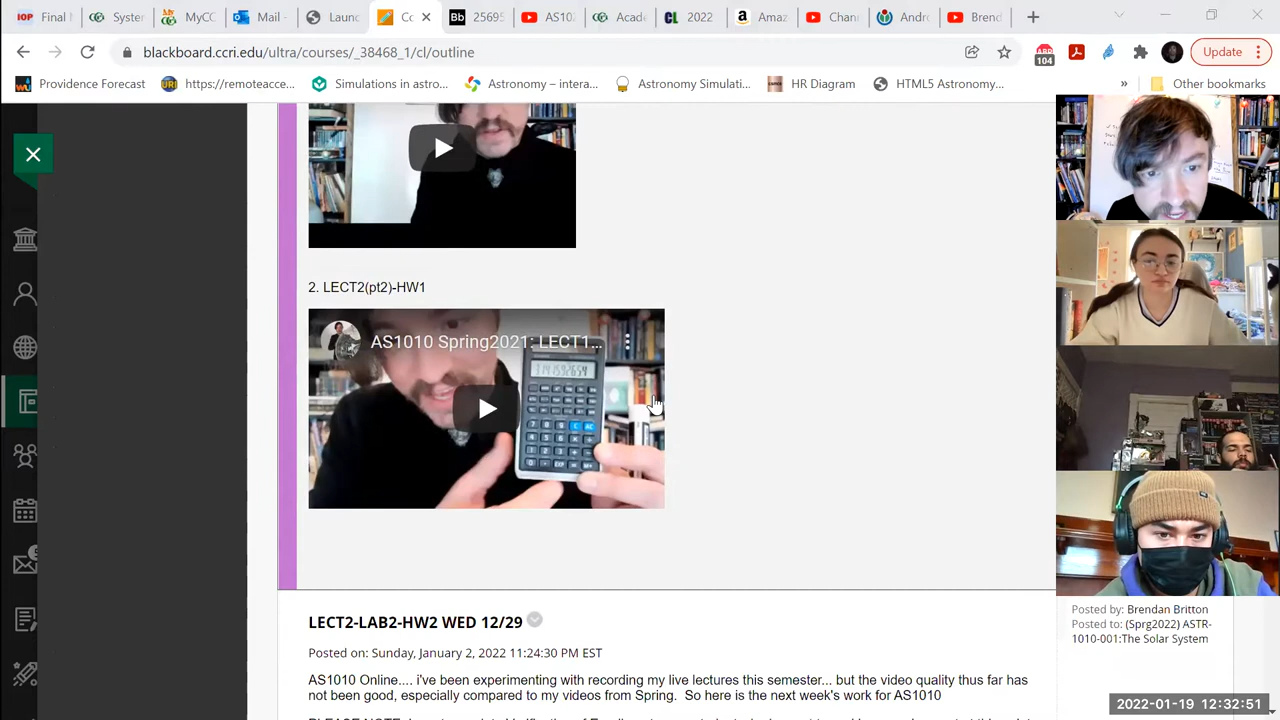 Final
Syster
MyCC
Mail -
Laun
Co
25695
AS10
Acade
2022
Amaz
Chan
Andro
Brend
blackboard.ccri.edu/ultra/courses/_38468_1/cl/outline
104
Update
Providence Forecast
https://remoteacce...
Simulations in astro...
Astronomy – intera...
Astronomy Simulati...
HR Diagram
HTML5 Astronomy...
»
Other bookmarks
2. LECT2(pt2)-HW1
AS1010 Spring2021: LECT1...
LECT2-LAB2-HW2 WED 12/29
Posted on: Sunday, January 2, 2022 11:24:30 PM EST
AS1010 Online.... i've been experimenting with recording my live lectures this semester... but the video quality thus far has
not been good, especially compared to my videos from Spring.  So here is the next week's work for AS1010
Posted by: Brendan Britton
Posted to: (Sprg2022) ASTR-
1010-001:The Solar System
2022-01-19 12:32:51